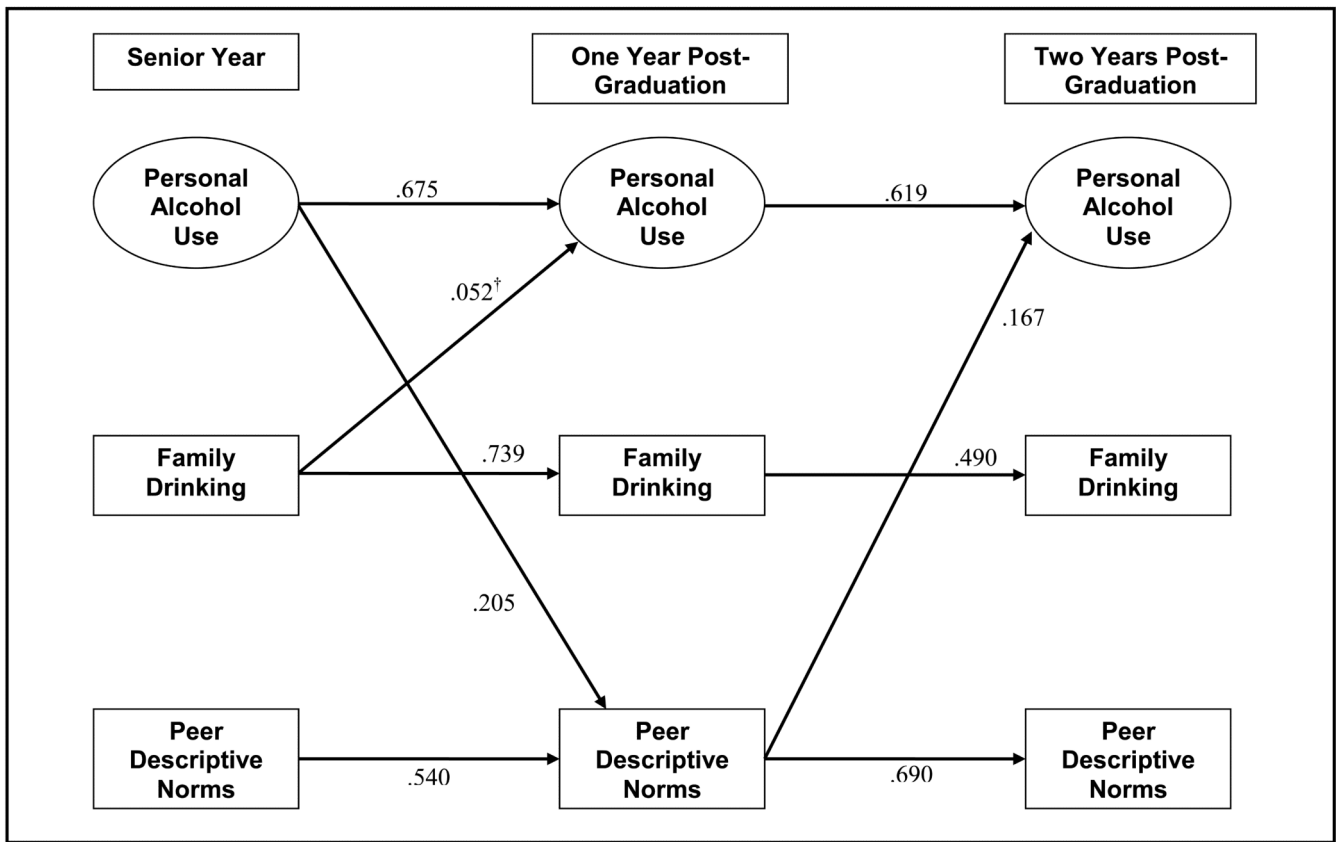 Senior Year
One Year Post-
Graduation
Two Years Post-
Graduation
Personal
Alcohol
Use
.675
Personal
Alcohol
Use
.619
Personal
Alcohol
Use
.052†
.167
Family
Drinking
.739
Family
Drinking
.490
Family
Drinking
.205
Peer
Descriptive
Norms
.540
Peer
Descriptive
Norms
.690
Peer
Descriptive
Norms